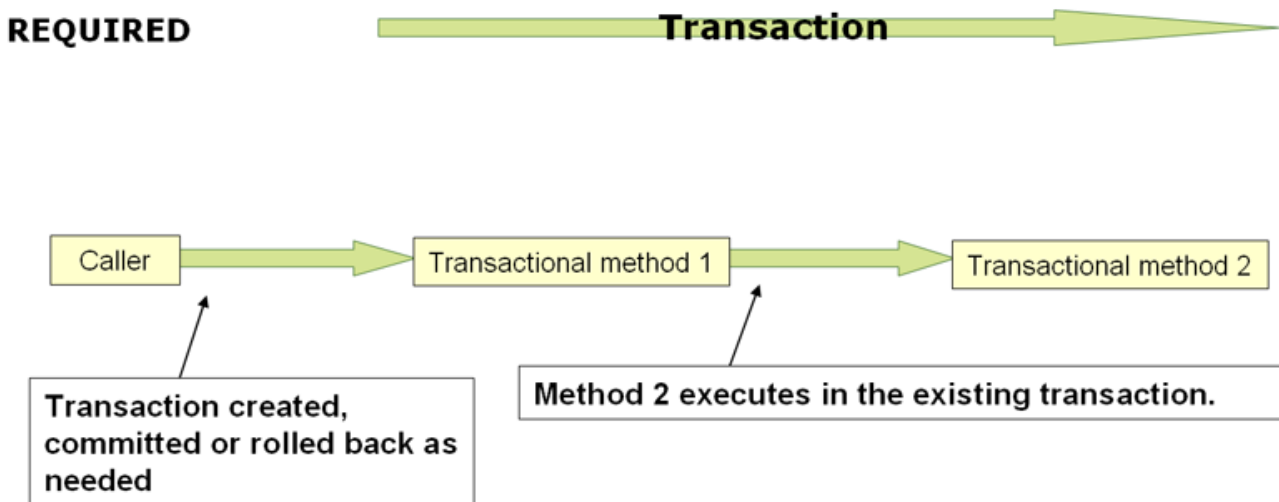 REQUIRED
Transaction
Caller
Transactional method 1
Transactional method 2
Transaction created,
committed or rolled back as
needed
Method 2 executes in the existing transaction.